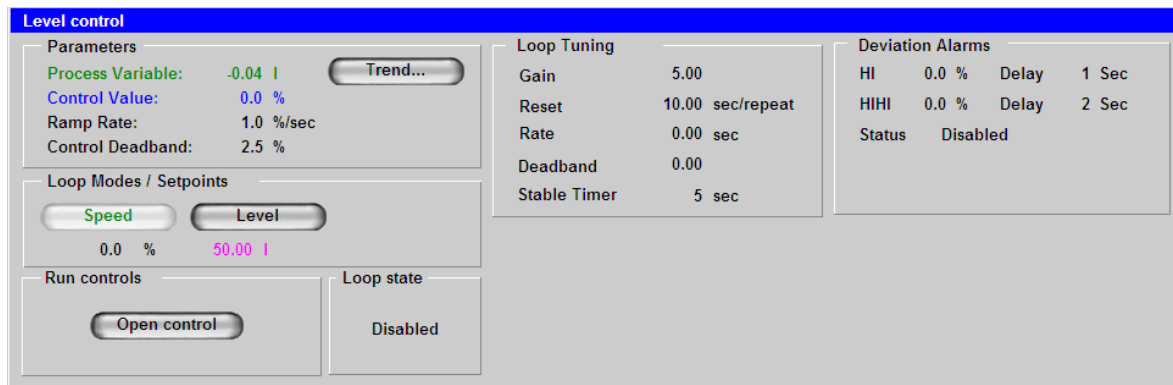 Level control
Parameters
Process Variable: -0.04 l
Trend...
Control Value: 0.0 %
Ramp Rate: 1.0 %/sec
Control Deadband: 2.5 %
Loop Modes / Setpoints
Speed Level
0.0 % 50.00 l
Run controls
Open control
Loop state
Disabled
Loop Tuning
Gain 5.00
Reset 10.00 sec/repeat
Rate 0.00 sec
Deadband 0.00
Stable Timer 5 sec
Deviation Alarms
HI 0.0 % Delay 1 Sec
HIHI 0.0 % Delay 2 Sec
Status Disabled